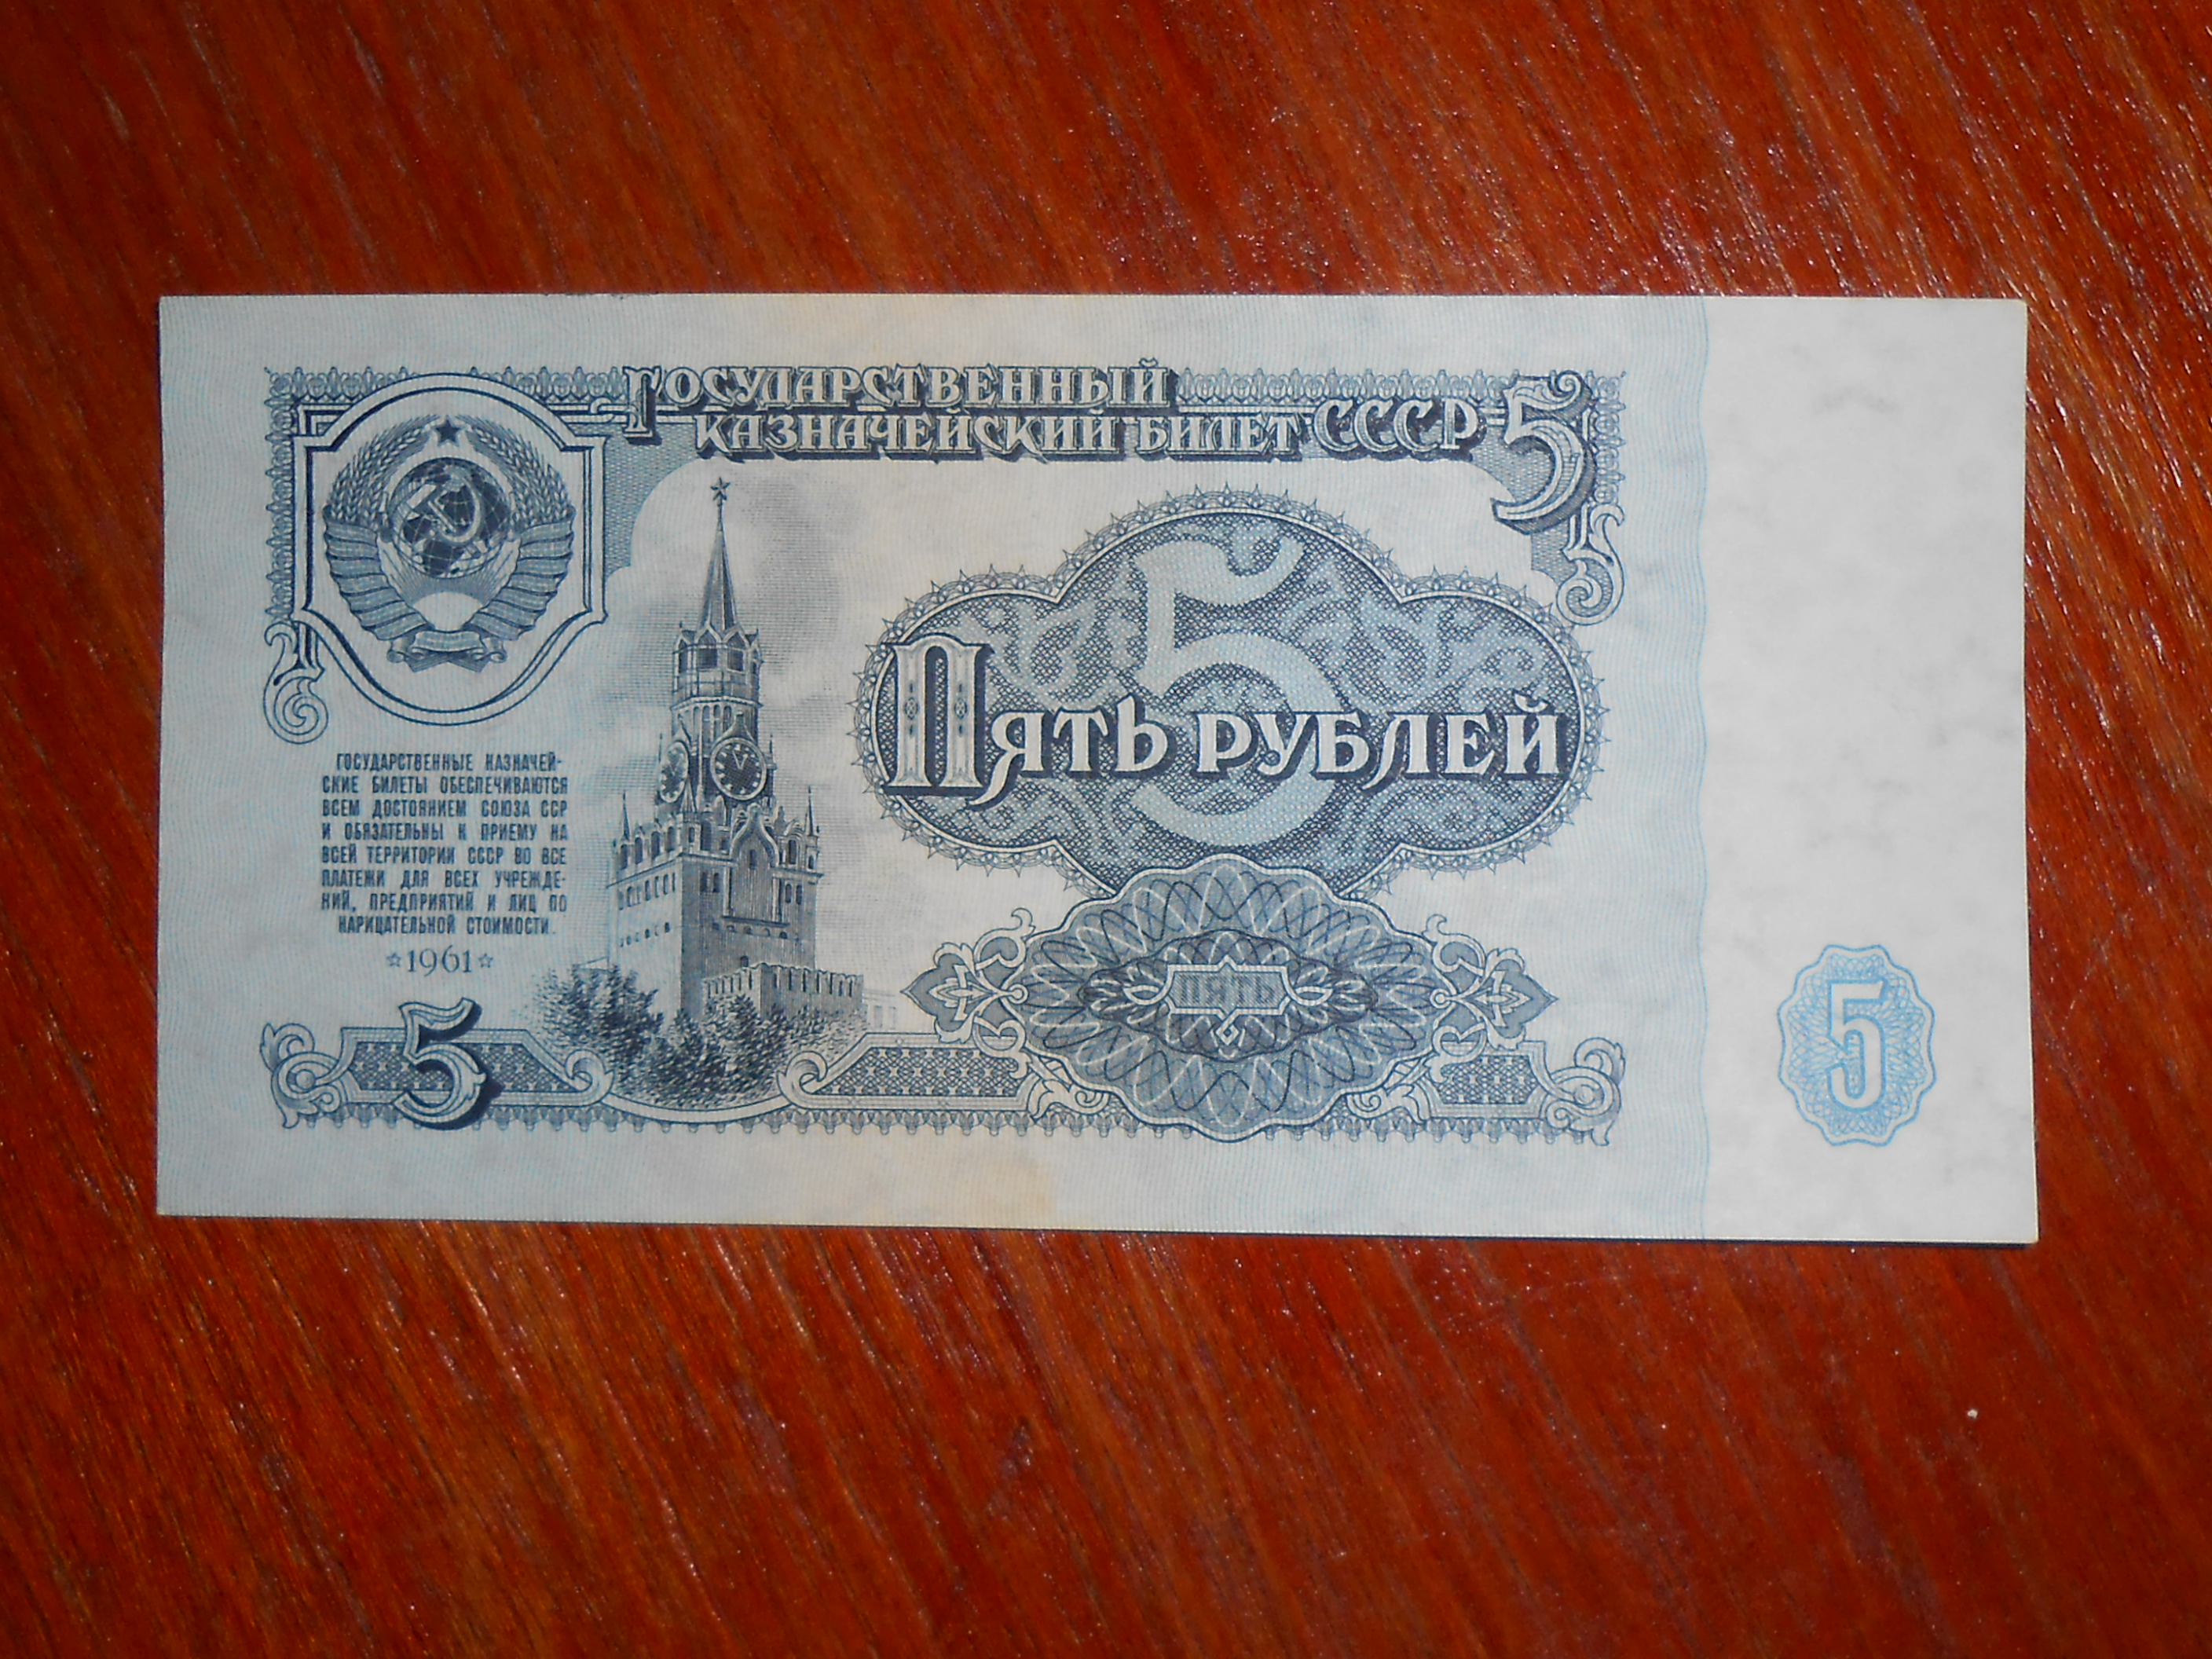 Государственный
казначейский билет СССР 5
5
Пять рублей
ГОСУДАРСТВЕННЫЕ КАЗНАЧЕЙ-
СКИЕ БИЛЕТЫ ОБЕСПЕЧИВАЮТСЯ
ВСЕМ ДОСТОЯНИЕМ СОЮЗА ССР
И ОБЯЗАТЕЛЬНЫ К ПРИЕМУ НА
ВСЕЙ ТЕРРИТОРИИ СССР ВО ВСЕ
ПЛАТЕЖИ ДЛЯ ВСЕХ УЧРЕЖДЕ-
НИЙ, ПРЕДПРИЯТИЙ И ЛИЦ ПО
НАРИЦАТЕЛЬНОЙ СТОИМОСТИ.
☆1961☆
ПЯТЬ
5
5